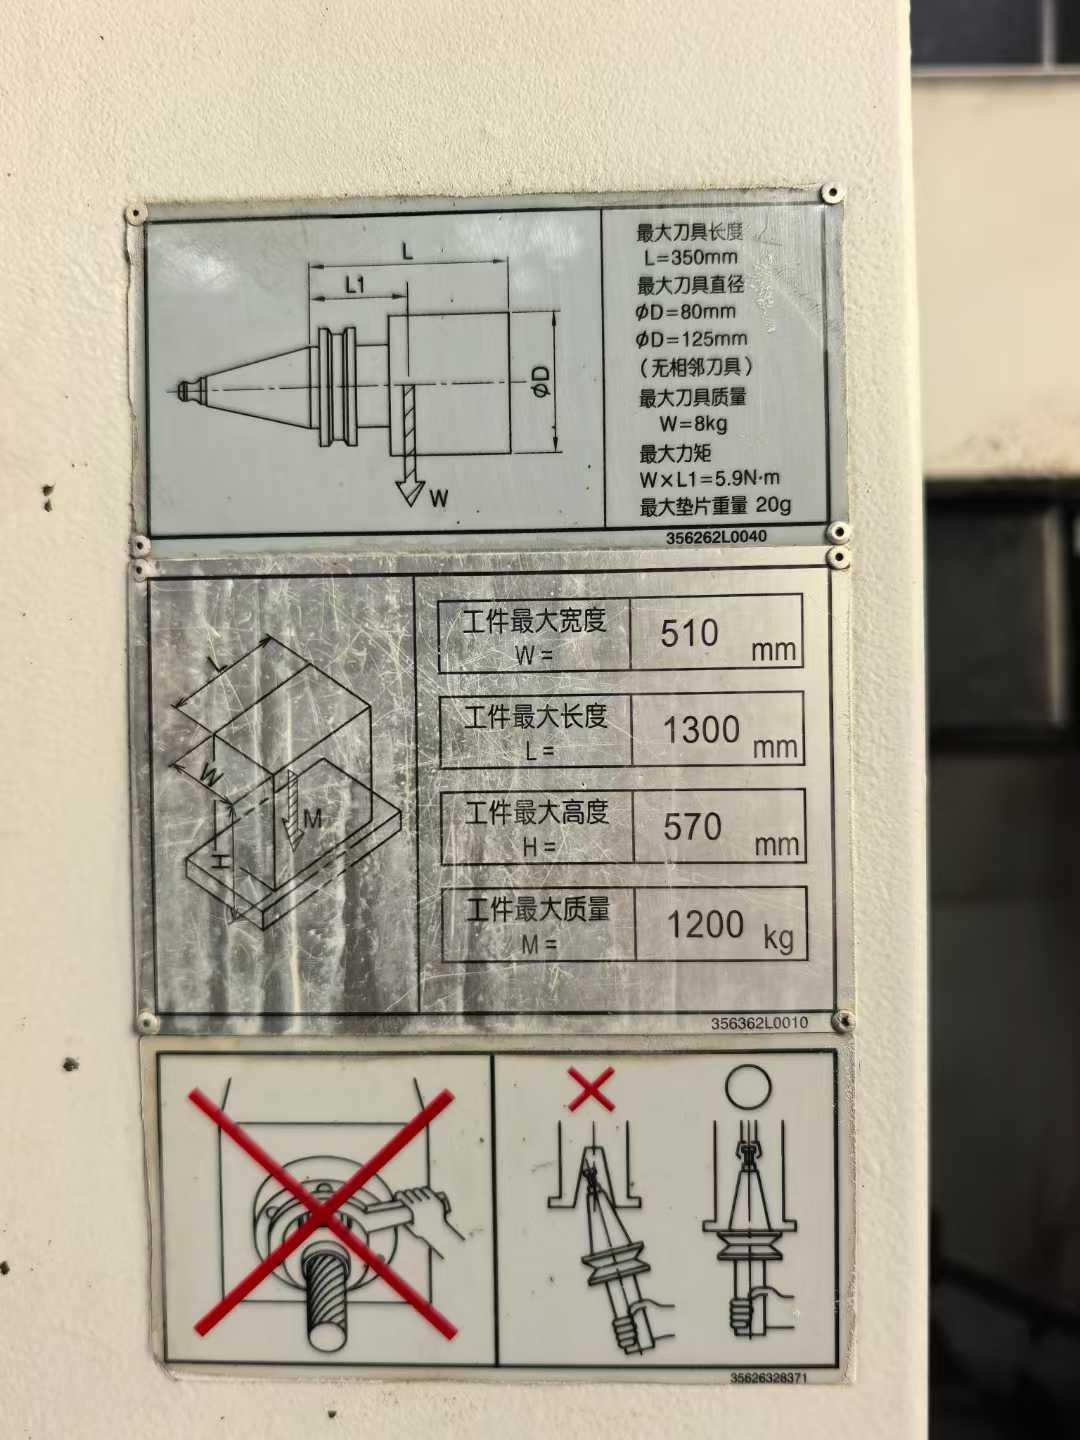 L
L1
ϕD
W
最大刀具长度
L=350mm
最大刀具直径
ϕD=80mm
ϕD=125mm
（无相邻刀具）
最大刀具质量
W=8kg
最大力矩
W×L1=5.9N·m
最大垫片重量 20g
356262L0040
L
W
M
H
工件最大宽度
W =
510 mm
工件最大长度
L =
1300 mm
工件最大高度
H =
570 mm
工件最大质量
M =
1200 kg
356362L0010
35626328371